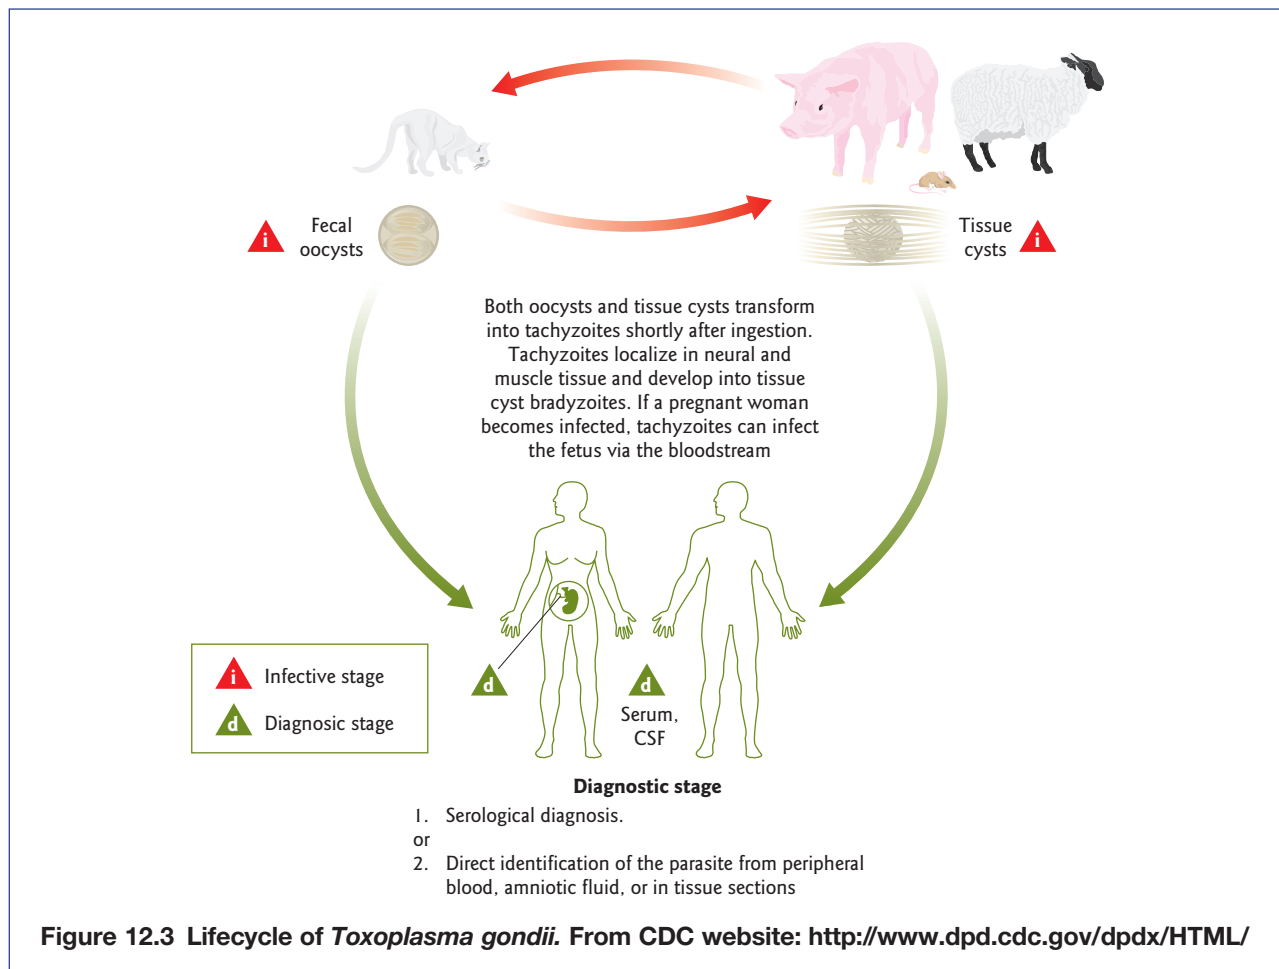 i
Fecal
oocysts
Tissue
cysts
i
Both oocysts and tissue cysts transform
into tachyzoites shortly after ingestion.
Tachyzoites localize in neural and
muscle tissue and develop into tissue
cyst bradyzoites. If a pregnant woman
becomes infected, tachyzoites can infect
the fetus via the bloodstream
i Infective stage
d Diagnosic stage
d
d
Serum,
CSF
Diagnostic stage
1. Serological diagnosis.
or
2. Direct identification of the parasite from peripheral
blood, amniotic fluid, or in tissue sections
Figure 12.3 Lifecycle of Toxoplasma gondii. From CDC website: http://www.dpd.cdc.gov/dpdx/HTML/